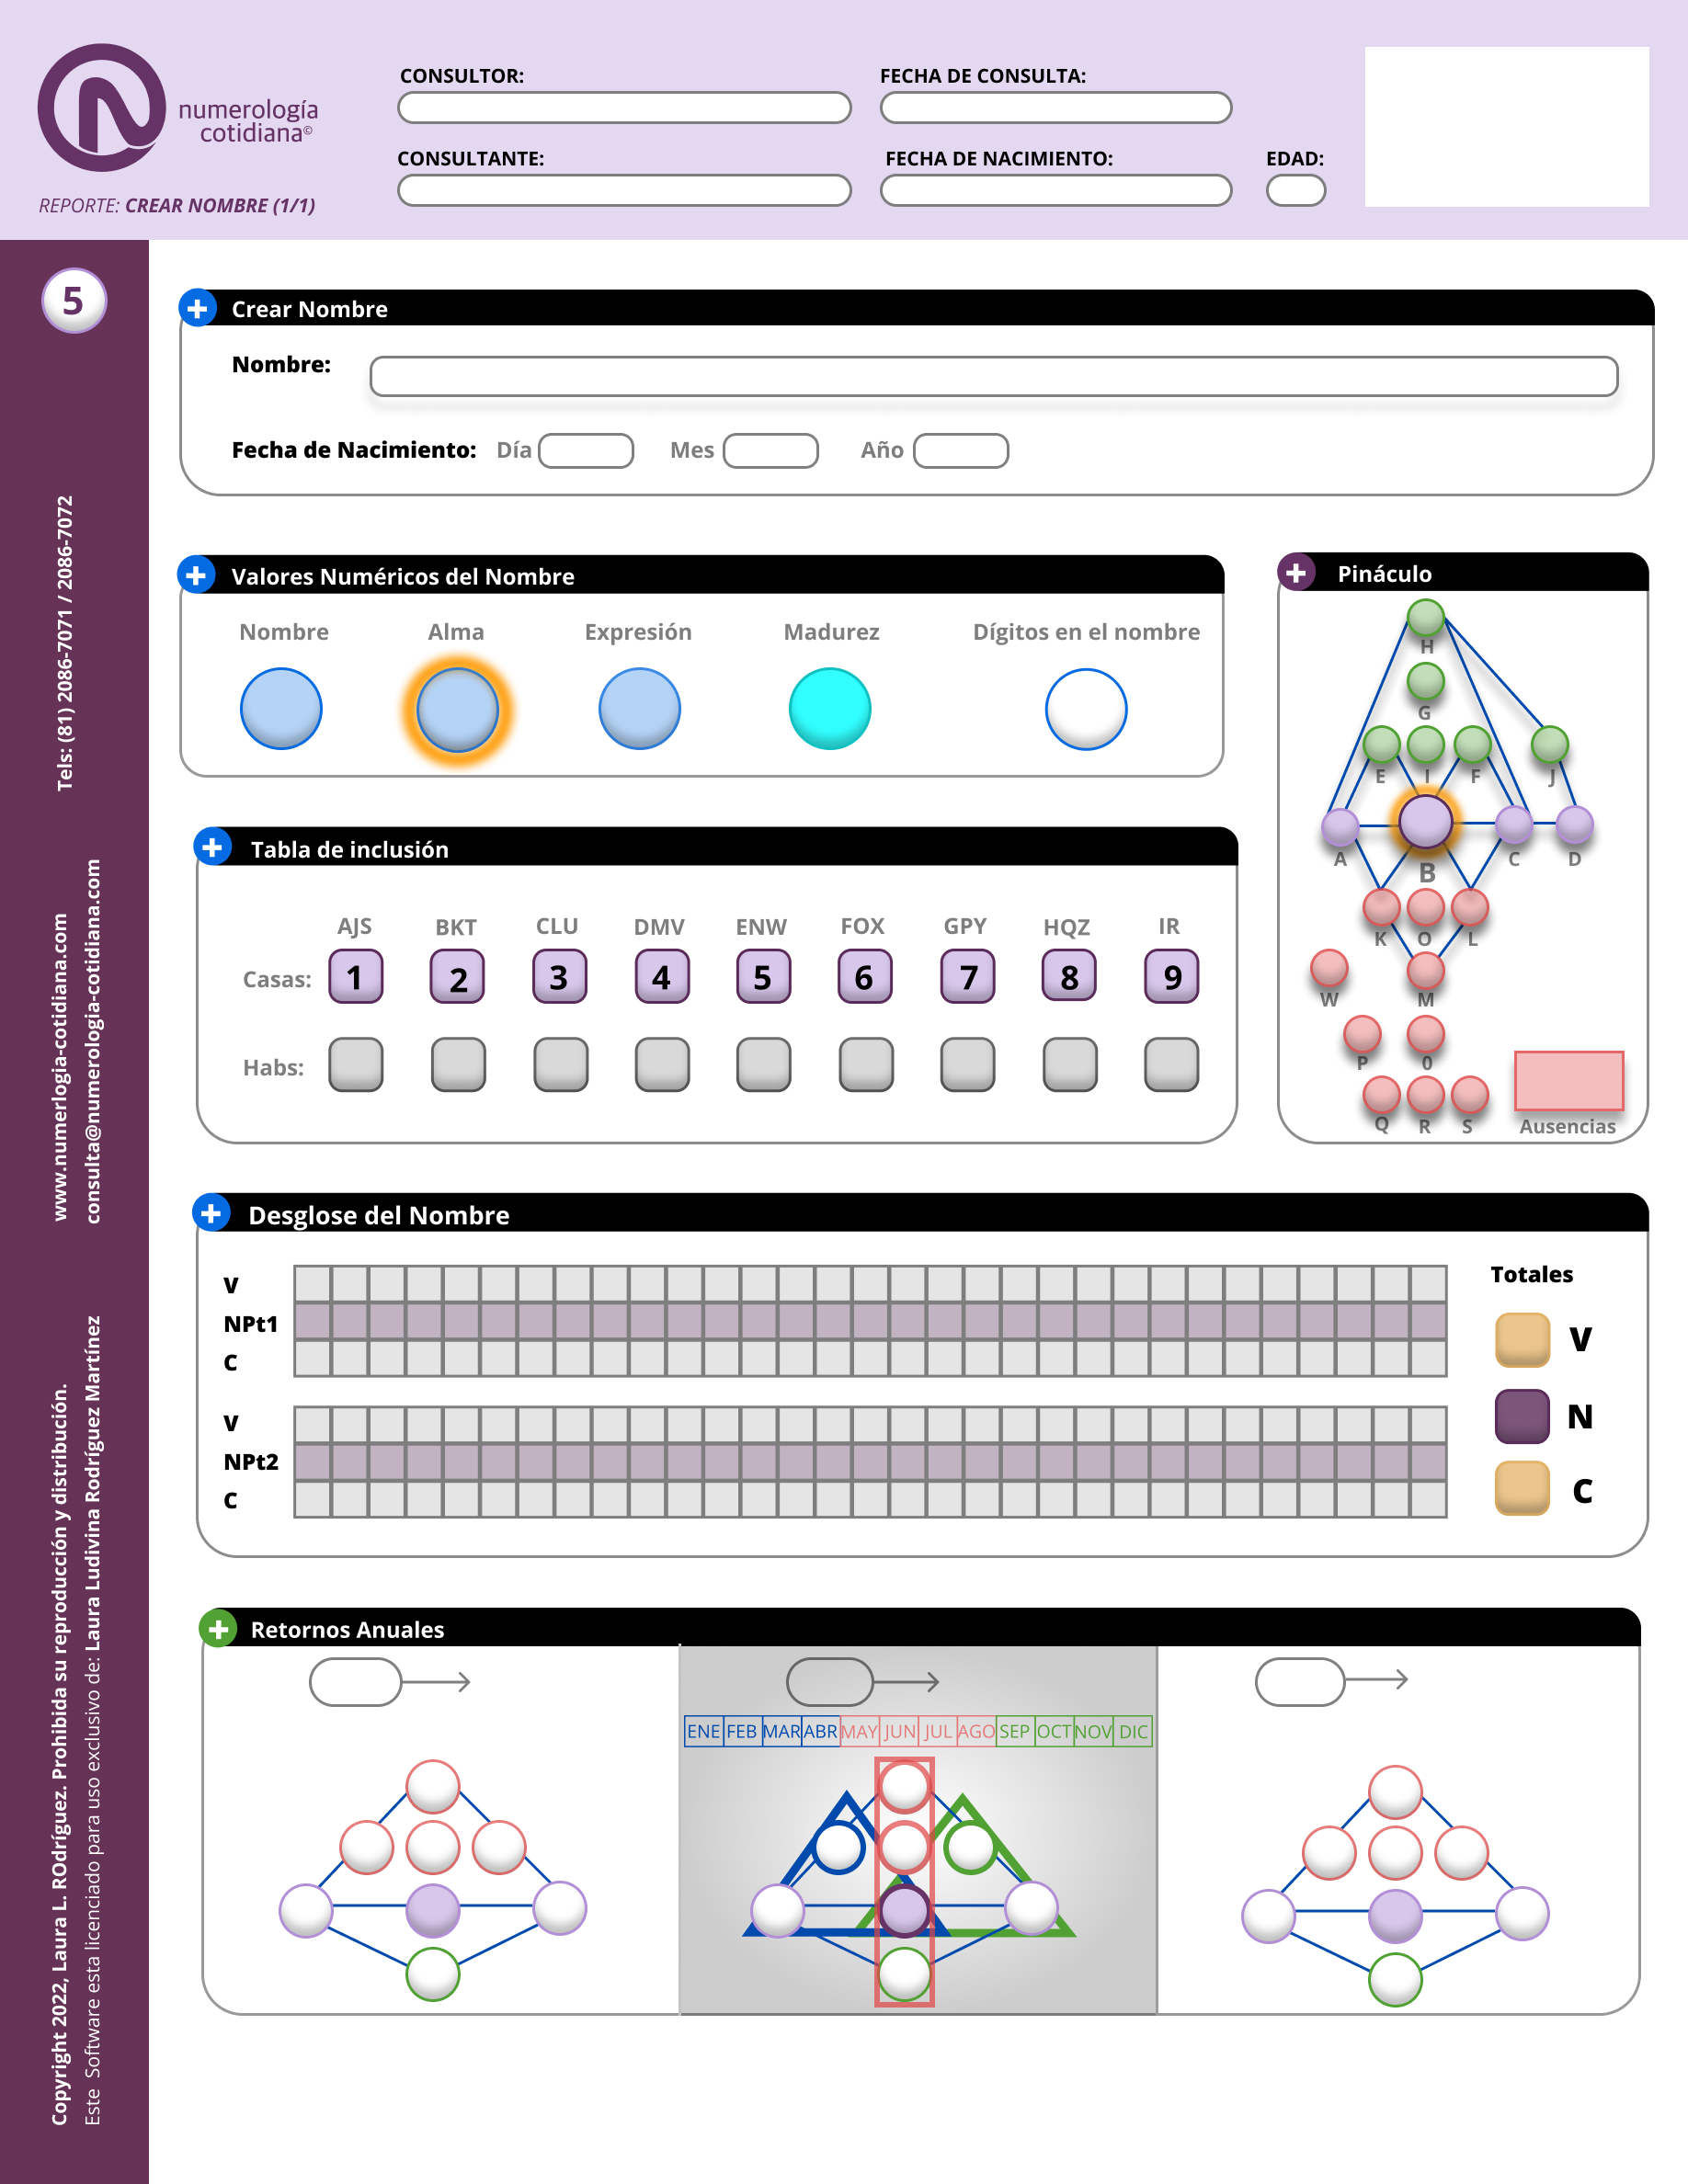 numerología
cotidiana©
REPORTE: CREAR NOMBRE (1/1)
CONSULTOR:
FECHA DE CONSULTA:
CONSULTANTE:
FECHA DE NACIMIENTO:
EDAD:
5
Tels: (81) 2086-7071 / 2086-7072
www.numerlogia-cotidiana.com
consulta@numerologia-cotidiana.com
Copyright 2022, Laura L. ROdríguez. Prohibida su reproducción y distribución.
Este Software esta licenciado para uso exclusivo de: Laura Ludivina Rodríguez Martínez
Crear Nombre
Nombre:
Fecha de Nacimiento: Día Mes Año
Valores Numéricos del Nombre
Nombre Alma Expresión Madurez Dígitos en el nombre
Pináculo
H
G
E I F J
A B C D
K O L
W M
P 0
Q R S Ausencias
Tabla de inclusión
AJS BKT CLU DMV ENW FOX GPY HQZ IR
Casas: 1 2 3 4 5 6 7 8 9
Habs:
Desglose del Nombre
V
NPt1
C
V
NPt2
C
Totales
V
N
C
Retornos Anuales
ENE FEB MAR ABR MAY JUN JUL AGO SEP OCT NOV DIC